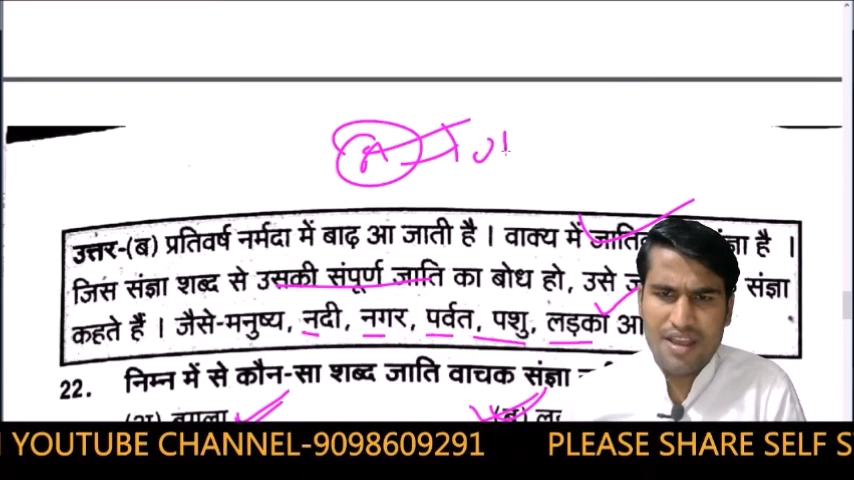 उत्तर-(ब) प्रतिवर्ष नर्मदा में बाढ़ आ जाती है । वाक्य में संज्ञा है ।
जिस संज्ञा शब्द से उसकी संपूर्ण जाति का बोध हो, उसे संज्ञा
कहते हैं । जैसे-मनुष्य, नदी, नगर, पर्वत, पशु, लड़का
22. निम्न में से कौन-सा शब्द जाति वाचक संज्ञा
(अ) बगुला (ब)
YOUTUBE CHANNEL-9098609291 PLEASE SHARE SELF S